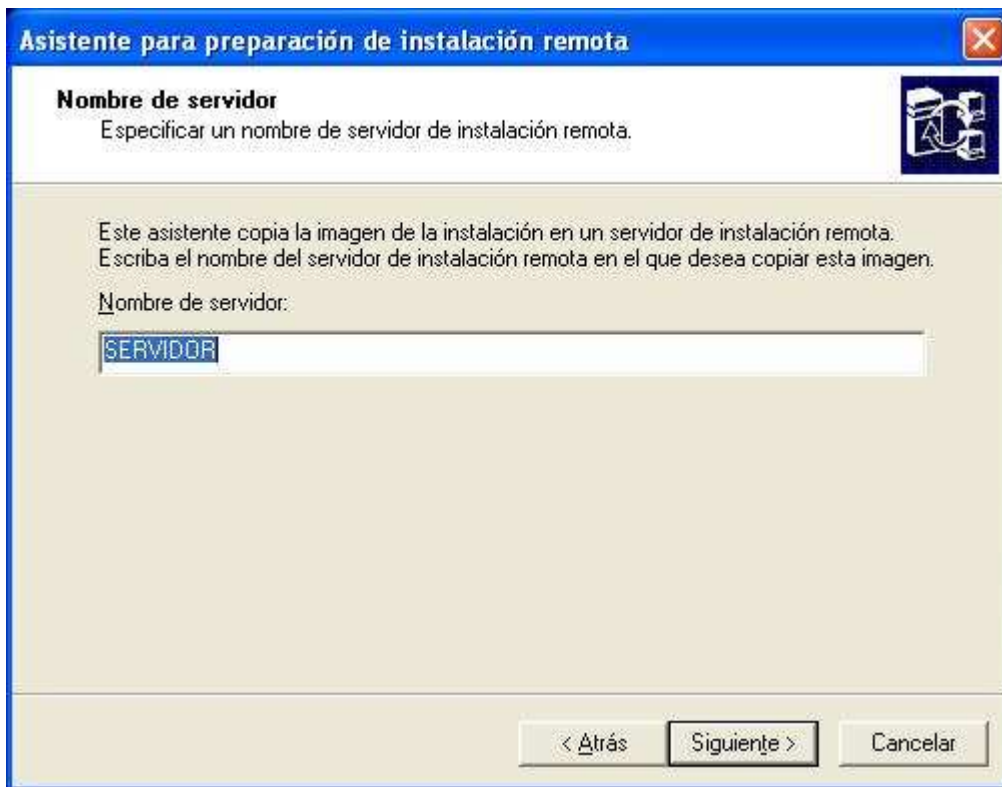 Asistente para preparación de instalación remota
Nombre de servidor
Especificar un nombre de servidor de instalación remota.
Este asistente copia la imagen de la instalación en un servidor de instalación remota.
Escriba el nombre del servidor de instalación remota en el que desea copiar esta imagen.
Nombre de servidor:
SERVIDOR
< Atrás
Siguiente >
Cancelar